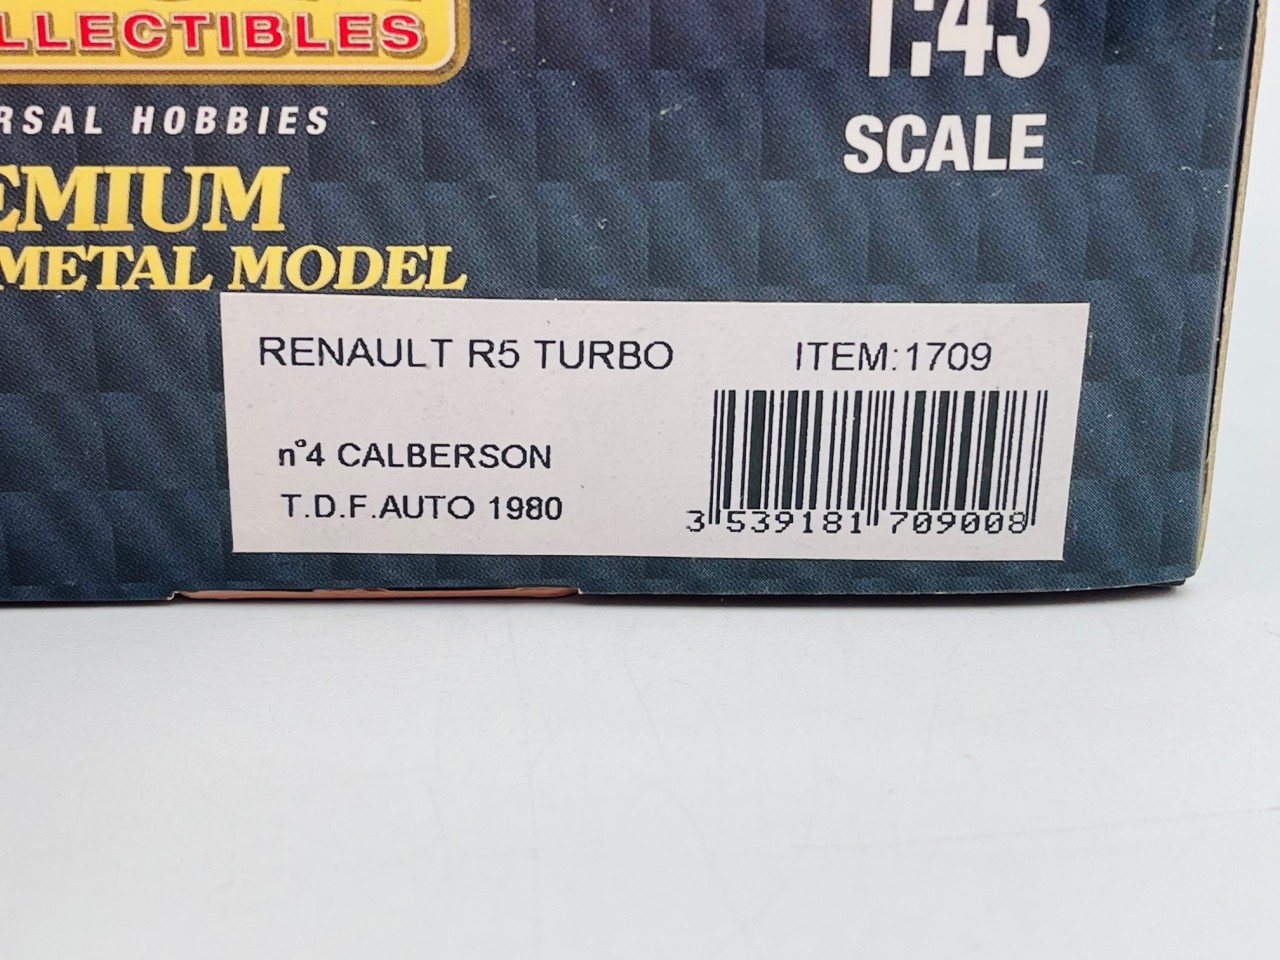 LLECTIBLES
1:43
RSAL HOBBIES
SCALE
EMIUM
METAL MODEL
RENAULT R5 TURBO
ITEM:1709
n°4 CALBERSON
T.D.F.AUTO 1980
3 539181 709008